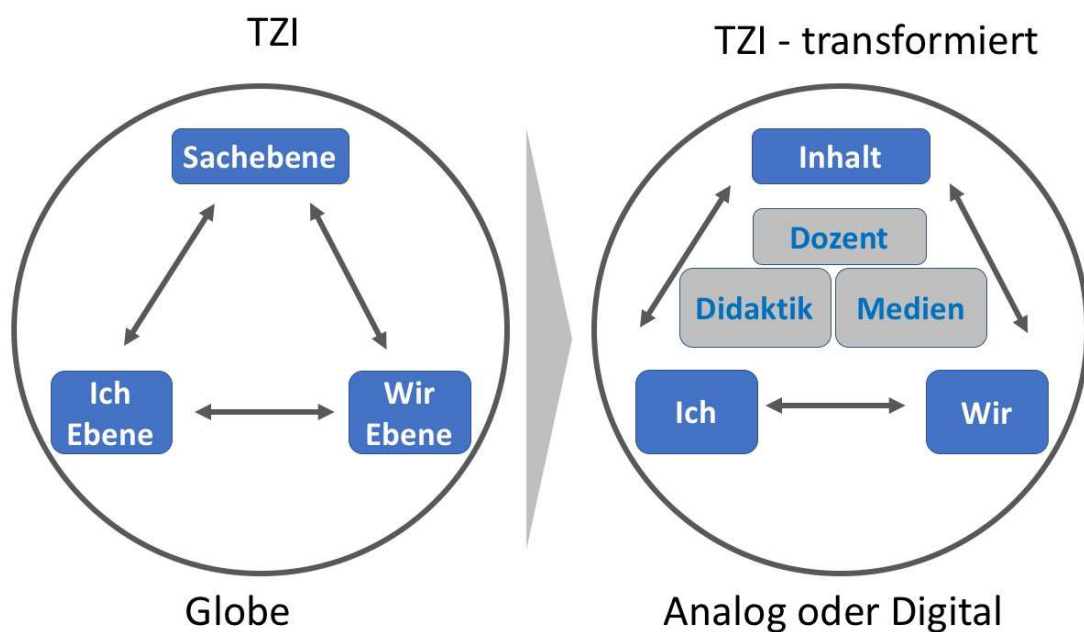 TZI
Sachebene
Ich
Ebene
Wir
Ebene
Globe
TZI - transformiert
Inhalt
Dozent
Didaktik
Medien
Ich
Wir
Analog oder Digital